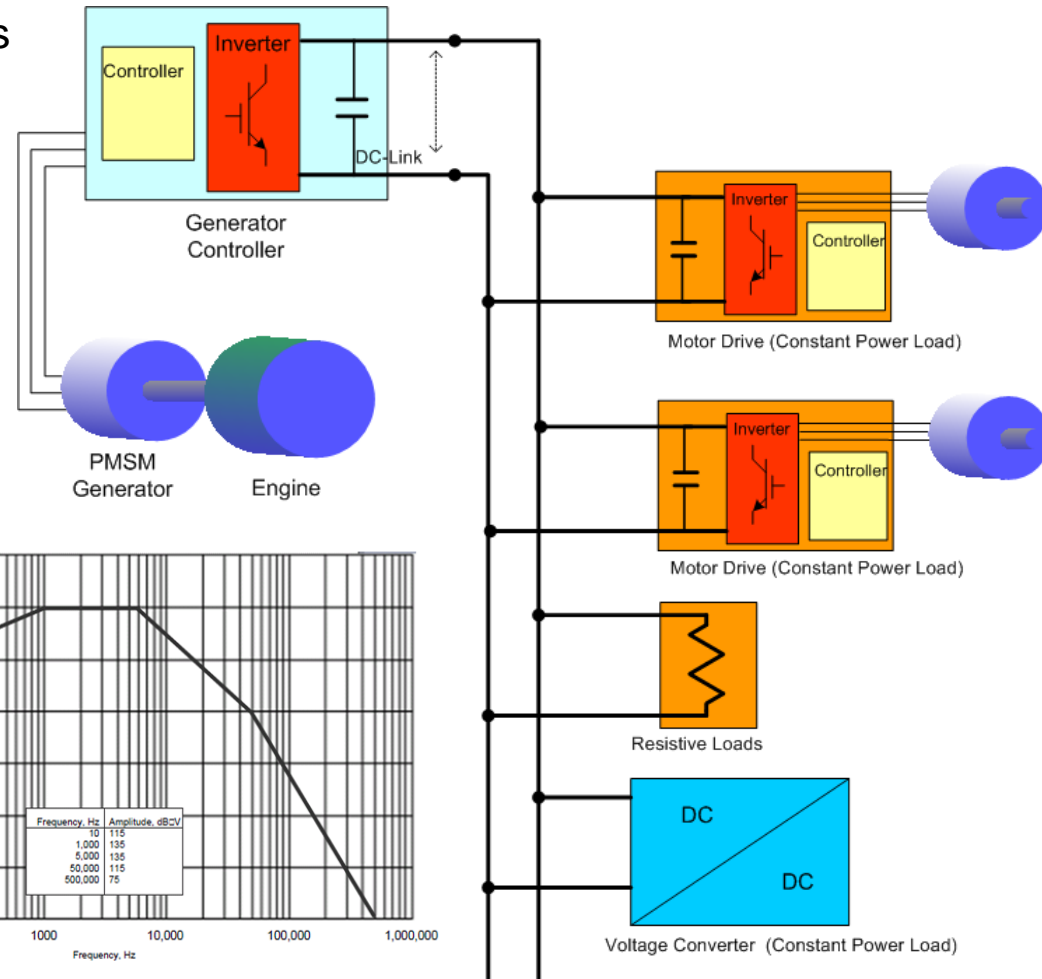 s
Inverter
Controller
DC-Link
Generator
Controller
Inverter
Controller
Motor Drive (Constant Power Load)
PMSM
Generator
Engine
Inverter
Controller
Motor Drive (Constant Power Load)
Resistive Loads
DC
DC
Voltage Converter (Constant Power Load)
Frequency, Hz Amplitude, dB□V
10 115
1,000 135
5,000 135
50,000 115
500,000 75
1000 10,000 100,000 1,000,000
Frequency, Hz